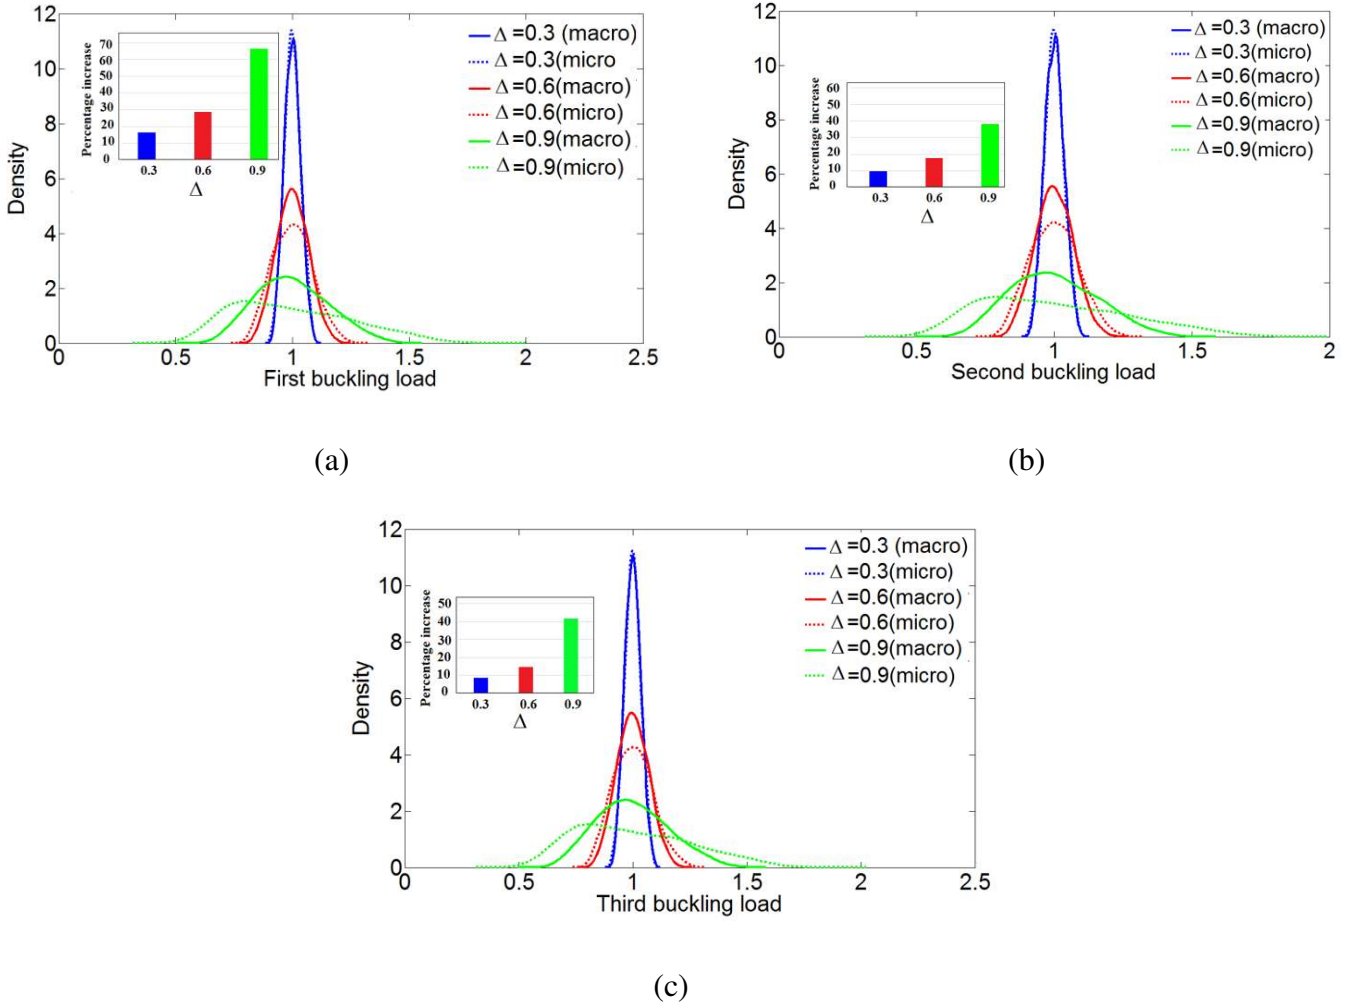 12
10
8
6
4
2
0
Density
0
0.5
1
1.5
2
2.5
First buckling load
Δ=0.3 (macro)
Δ=0.3(micro
Δ=0.6(macro)
Δ=0.6(micro)
Δ=0.9(macro)
Δ=0.9(micro)
Percentage increase
70
60
50
40
30
20
10
0
0.3
0.6
0.9
Δ
(a)
12
10
8
6
4
2
0
Density
0
0.5
1
1.5
2
Second buckling load
Δ=0.3 (macro)
Δ=0.3(micro)
Δ=0.6(macro)
Δ=0.6(micro)
Δ=0.9(macro)
Δ=0.9(micro)
Percentage increase
60
50
40
30
20
10
0
0.3
0.6
0.9
Δ
(b)
12
10
8
6
4
2
0
Density
0
0.5
1
1.5
2
2.5
Third buckling load
Δ=0.3 (macro)
Δ=0.3(micro)
Δ=0.6(macro)
Δ=0.6(micro)
Δ=0.9(macro)
Δ=0.9(micro)
Percentage increase
50
40
30
20
10
0
0.3
0.6
0.9
Δ
(c)